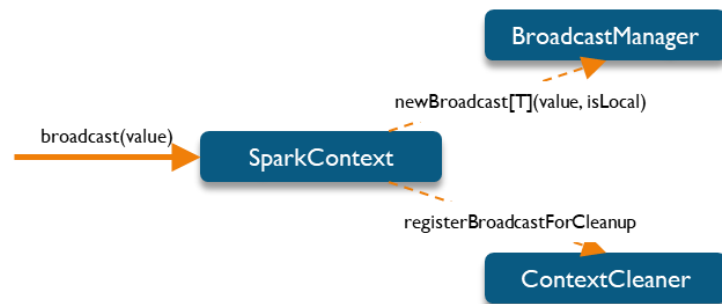 BroadcastManager
newBroadcast[T](value, isLocal)
broadcast(value)
SparkContext
registerBroadcastForCleanup
ContextCleaner